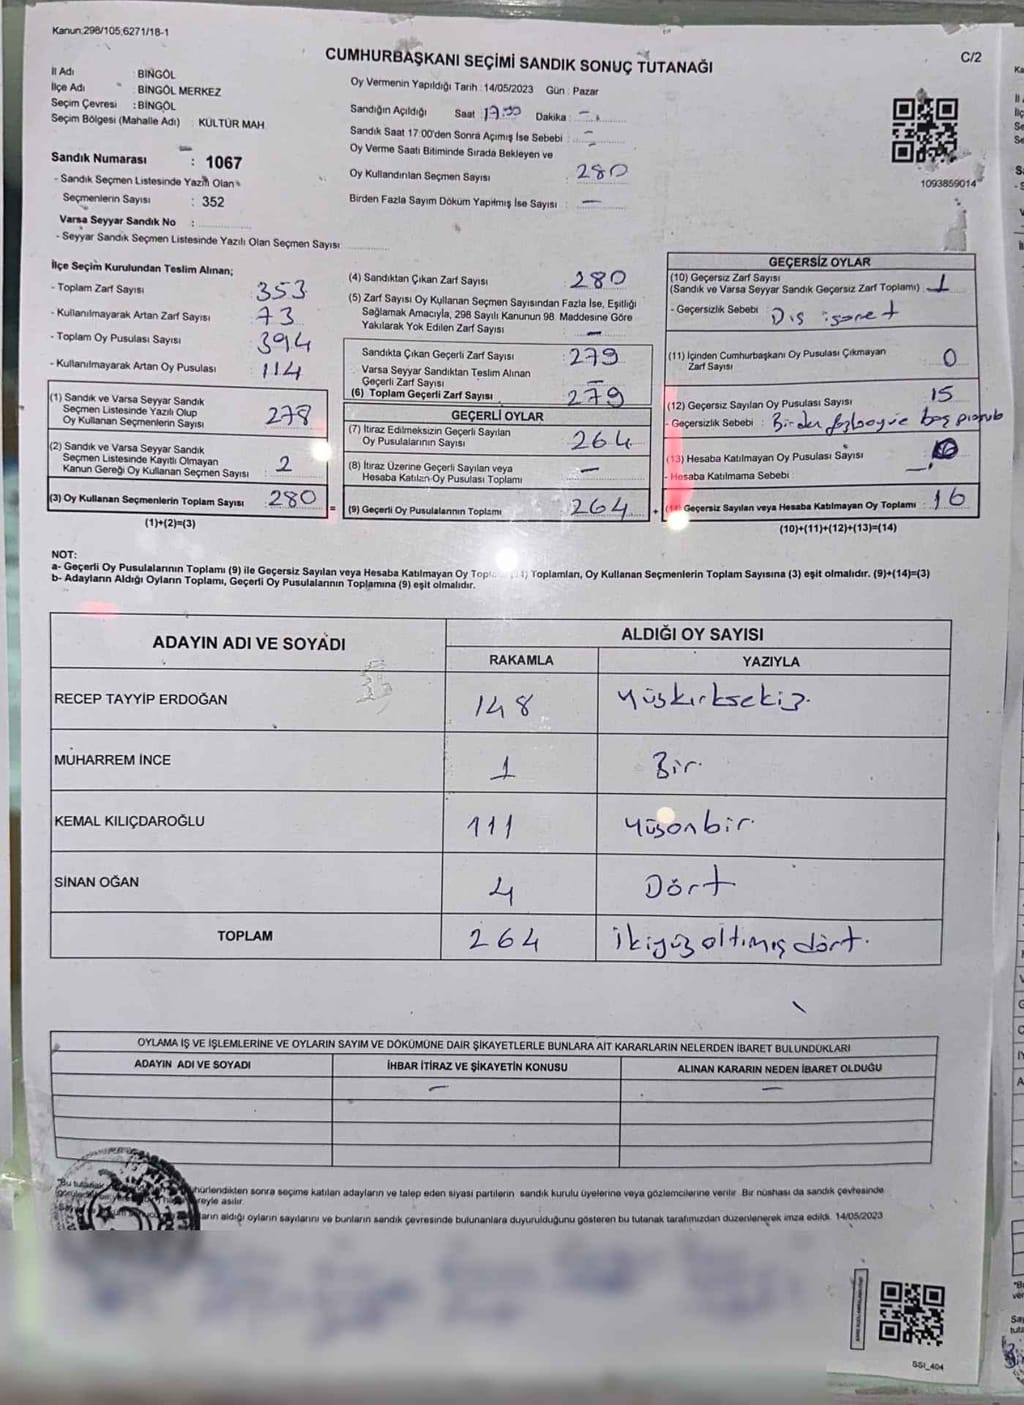 Kanun:298/105;6271/18-1
C/2
CUMHURBAŞKANI SEÇİMİ SANDIK SONUÇ TUTANAĞI
İl Adı : BİNGÖL
İlçe Adı : BİNGÖL MERKEZ
Seçim Çevresi : BİNGÖL
Seçim Bölgesi (Mahalle Adı) : KÜLTÜR MAH.
Oy Vermenin Yapıldığı Tarih : 14/05/2023 Gün : Pazar
Sandığın Açıldığı Saat : 17:00 Dakika : -
Sandık Saat 17:00'den Sonra Açılmış İse Sebebi : -
Oy Verme Saati Bitiminde Sırada Bekleyen ve
Oy Kullandırılan Seçmen Sayısı : 280
Birden Fazla Sayım Döküm Yapılmış İse Sayısı : -
1093859014
Sandık Numarası : 1067
- Sandık Seçmen Listesinde Yazılı Olan
Seçmenlerin Sayısı : 352
Varsa Seyyar Sandık No :
- Seyyar Sandık Seçmen Listesinde Yazılı Olan Seçmen Sayısı:
İlçe Seçim Kurulundan Teslim Alınan;
- Toplam Zarf Sayısı 353
- Kullanılmayarak Artan Zarf Sayısı 73
- Toplam Oy Pusulası Sayısı 394
- Kullanılmayarak Artan Oy Pusulası 114
(1) Sandık ve Varsa Seyyar Sandık
Seçmen Listesinde Yazılı Olup
Oy Kullanan Seçmenlerin Sayısı 278
(2) Sandık ve Varsa Seyyar Sandık
Seçmen Listesinde Kayıtlı Olmayan
Kanun Gereği Oy Kullanan Seçmen Sayısı 2
(3) Oy Kullanan Seçmenlerin Toplam Sayısı 280
(1)+(2)=(3)
=
(4) Sandıktan Çıkan Zarf Sayısı 280
(5) Zarf Sayısı Oy Kullanan Seçmen Sayısından Fazla İse, Eşitliği
Sağlamak Amacıyla, 298 Sayılı Kanunun 98. Maddesine Göre
Yakılarak Yok Edilen Zarf Sayısı -
Sandıkta Çıkan Geçerli Zarf Sayısı 279
Varsa Seyyar Sandıktan Teslim Alınan
Geçerli Zarf Sayısı -
(6) Toplam Geçerli Zarf Sayısı 279
GEÇERLİ OYLAR
(7) İtiraz Edilmeksizin Geçerli Sayılan
Oy Pusulalarının Sayısı 264
(8) İtiraz Üzerine Geçerli Sayılan veya
Hesaba Katılan Oy Pusulası Toplamı -
(9) Geçerli Oy Pusulalarının Toplamı 264
+
GEÇERSİZ OYLAR
(10) Geçersiz Zarf Sayısı
(Sandık ve Varsa Seyyar Sandık Geçersiz Zarf Toplamı) 1
- Geçersizlik Sebebi : Dış işaret
(11) İçinden Cumhurbaşkanı Oy Pusulası Çıkmayan
Zarf Sayısı 0
(12) Geçersiz Sayılan Oy Pusulası Sayısı 15
- Geçersizlik Sebebi : Birden fazla
(13) Hesaba Katılmayan Oy Pusulası Sayısı :
- Hesaba Katılmama Sebebi :
Geçersiz Sayılan veya Hesaba Katılmayan Oy Toplamı : 16
(10)+(11)+(12)+(13)=(14)
NOT:
a- Geçerli Oy Pusulalarının Toplamı (9) ile Geçersiz Sayılan veya Hesaba Katılmayan Oy Toplamları, Oy Kullanan Seçmenlerin Toplam Sayısına (3) eşit olmalıdır. (9)+(14)=(3)
b- Adayların Aldığı Oyların Toplamı, Geçerli Oy Pusulalarının Toplamına (9) eşit olmalıdır.
ADAYIN ADI VE SOYADI
ALDIĞI OY SAYISI
RAKAMLA YAZIYLA
RECEP TAYYİP ERDOĞAN 148 Yüzkırksekiz.
MUHARREM İNCE 1 Bir.
KEMAL KILIÇDAROĞLU 111 Yüzonbir.
SİNAN OĞAN 4 Dört
TOPLAM 264 İkiyüzaltmışdört.
OYLAMA İŞ VE İŞLEMLERİNE VE OYLARIN SAYIM VE DÖKÜMÜNE DAİR ŞİKAYETLERLE BUNLARA AİT KARARLARIN NELERDEN İBARET BULUNDUKLARI
ADAYIN ADI VE SOYADI İHBAR İTİRAZ VE ŞİKAYETİN KONUSU ALINAN KARARIN NEDEN İBARET OLDUĞU
- -
sonra seçime katılan adayların ve talep eden siyasi partilerin sandık kurulu üyelerine veya gözlemcilerine verilir. Bir nüshası da sandık çevresinde
asılır.
aldığı oyların sayılarını ve bunların sandık çevresinde bulunanlara duyurulduğunu gösteren bu tutanak tarafımızdan düzenlenerek imza edildi. 14/05/2023
SSI_404